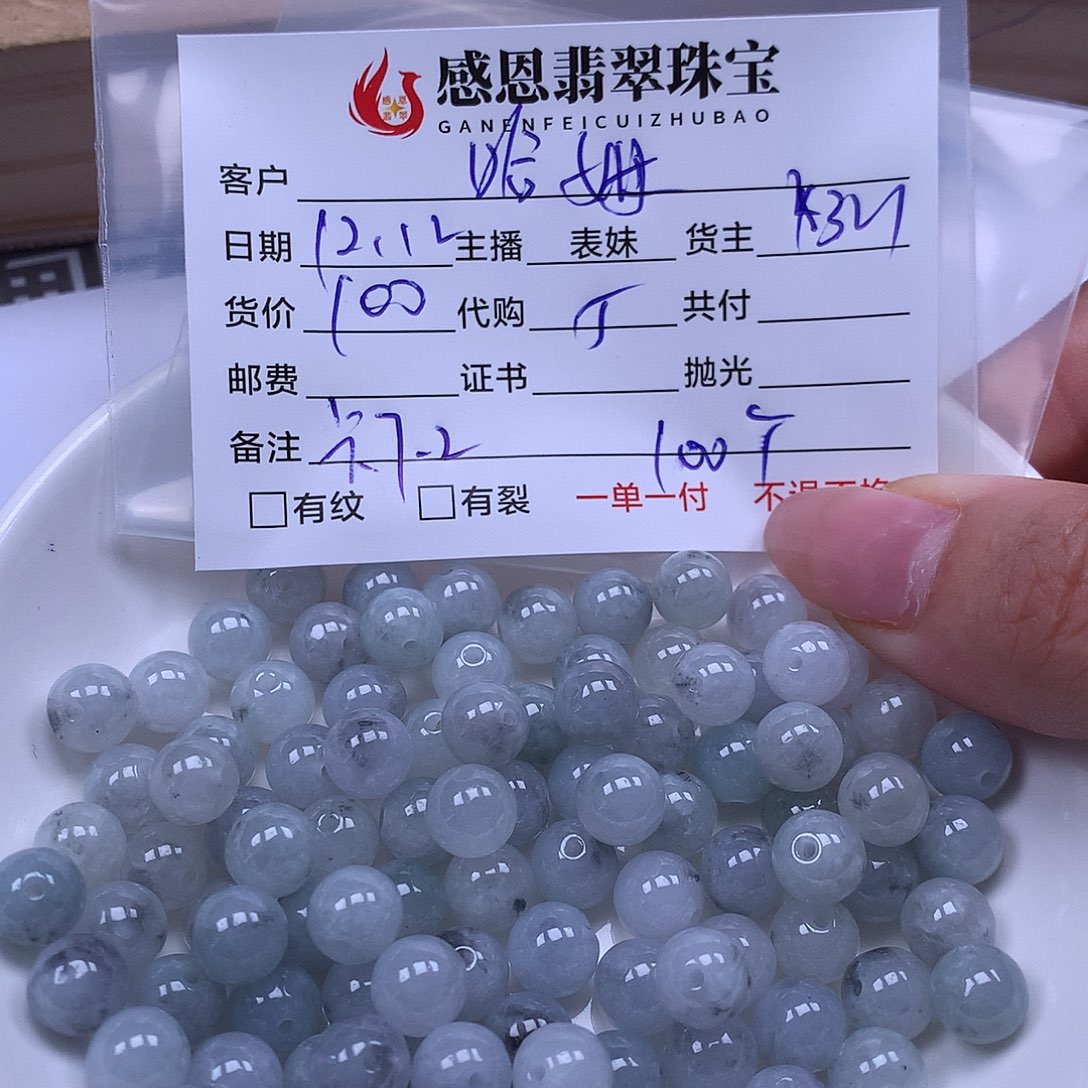 感恩翡翠珠宝
GANENFEICUIZHUBAO
客户 哈姗
日期 12.12 主播 表妹 货主
货价 100 代购 共付
邮费 证书 抛光
备注 100
有纹 有裂 一单一付